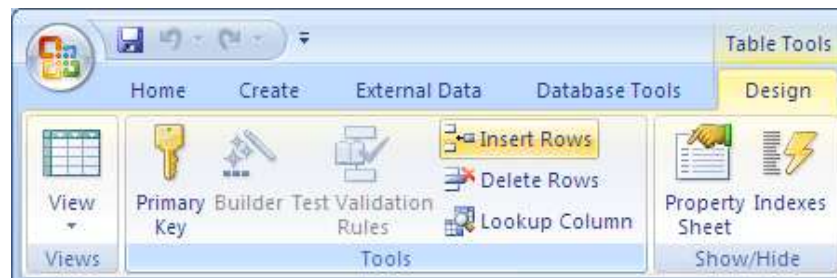 Table Tools
Home Create External Data Database Tools Design
Insert Rows
Delete Rows
View Primary Builder Test Validation Lookup Column Property Indexes
Key Rules Sheet
Views Tools Show/Hide